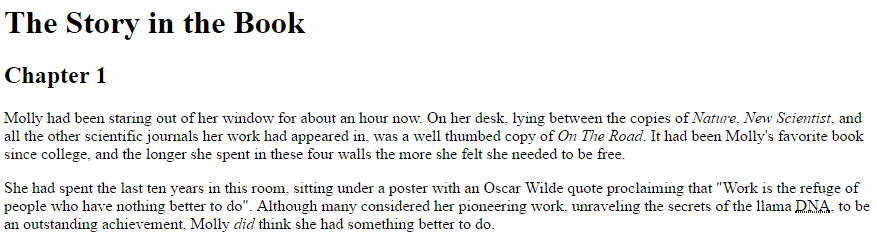 The Story in the Book
Chapter 1
Molly had been staring out of her window for about an hour now. On her desk, lying between the copies of Nature, New Scientist, and
all the other scientific journals her work had appeared in, was a well thumbed copy of On The Road. It had been Molly's favorite book
since college, and the longer she spent in these four walls the more she felt she needed to be free.
She had spent the last ten years in this room, sitting under a poster with an Oscar Wilde quote proclaiming that "Work is the refuge of
people who have nothing better to do". Although many considered her pioneering work, unraveling the secrets of the llama DNA, to be
an outstanding achievement, Molly did think she had something better to do.